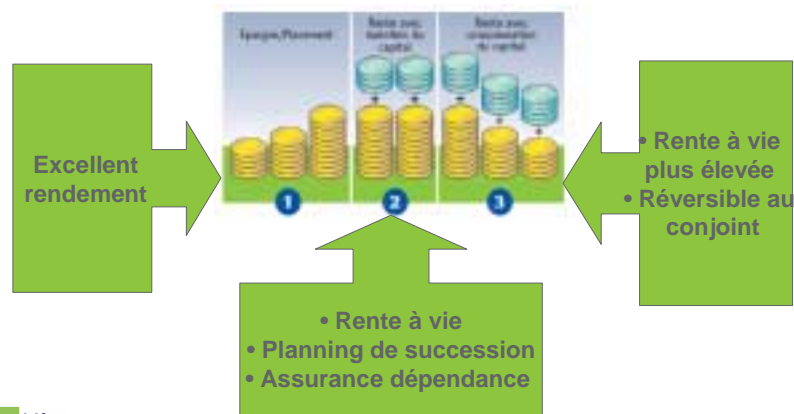 Epargne/Placement
Rente avec
maintien du
capital
Rente avec
consommation
du capital
Excellent
rendement
1
2
3
• Rente à vie
plus élevée
• Réversible au
conjoint
• Rente à vie
• Planning de succession
• Assurance dépendance